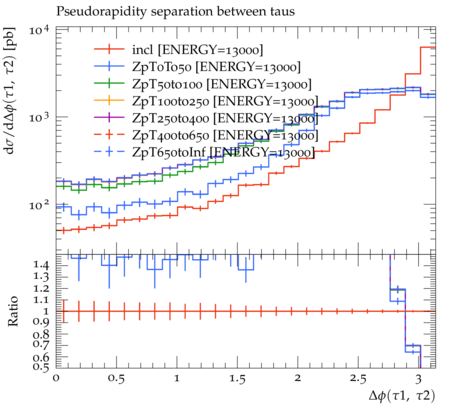 Pseudorapidity separation between taus
dσ/dΔϕ(τ1, τ2) [pb]
10⁴
10³
10²
incl [ENERGY=13000]
ZpT0To50 [ENERGY=13000]
ZpT50to100 [ENERGY=13000]
ZpT100to250 [ENERGY=13000]
ZpT250to400 [ENERGY=13000]
ZpT400to650 [ENERGY=13000]
ZpT650toInf [ENERGY=13000]
Ratio
1.4
1.3
1.2
1.1
1
0.9
0.8
0.7
0.6
0.5
0 0.5 1 1.5 2 2.5 3
Δϕ(τ1, τ2)